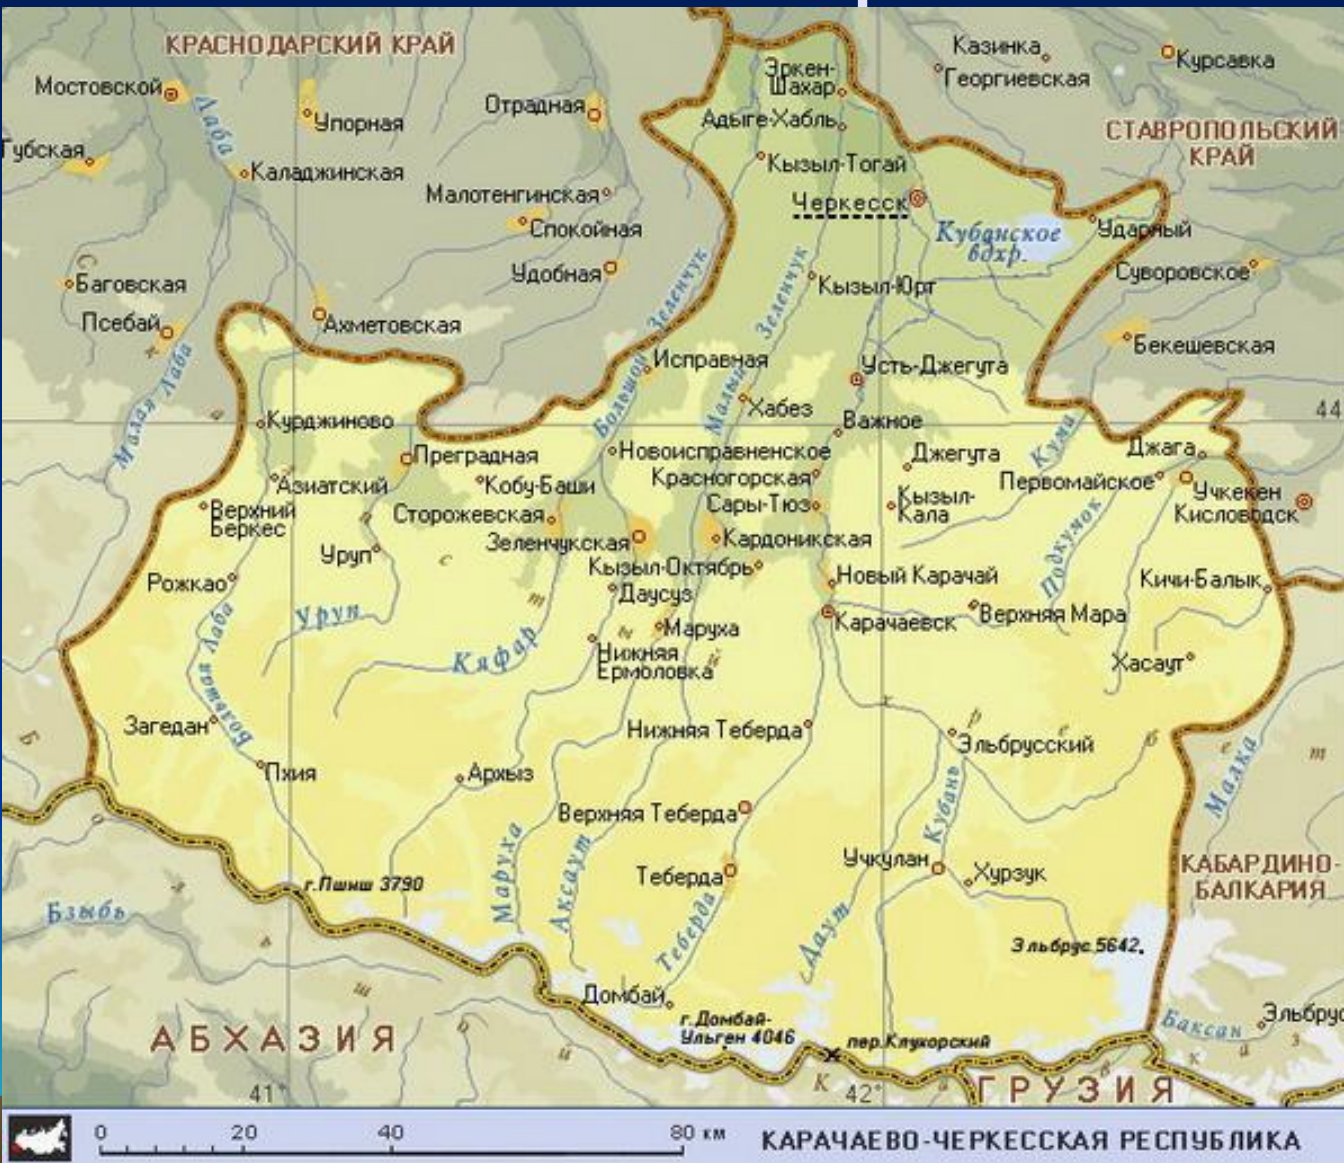 КРАСНОДАРСКИЙ КРАЙ
Казинка
Курсавка
Георгиевская
Эркен-
Шахар
Мостовской
Лаба
Упорная
Отрадная
Адыге-Хабль
СТАВРОПОЛЬСКИЙ
КРАЙ
Губская
Каладжинская
Кызыл-Тогай
Малотенгинская
Черкесск
Спокойная
Кубанское
вдхр.
Ударный
Удобная
Суворовское
Баговская
Большой Зеленчук
Малый Зеленчук
Кызыл-Юрт
Псебай
Ахметовская
Бекешевская
Малая Лаба
Исправная
Усть-Джегута
Хабез
44
Курджиново
Важное
Кума
Преградная
Новоисправненское
Джегута
Джага
Азиатский
Кобу-Баши
Красногорская
Первомайское
Учкекен
Верхний
Беркес
Сторожевская
Сары-Тюз
Кызыл-
Кала
Кисловодск
Подкумок
Уруп
Зеленчукская
Кардоникская
Кызыл-Октябрь
Новый Карачай
Кичи-Балык
Рожкао
Даусуз
Уруп
Большая Лаба
Маруха
Карачаевск
Верхняя Мара
Кяфар
Нижняя
Ермоловка
Хасаут
Загедан
Нижняя Теберда
Эльбрусский
Пхия
Архыз
Кубань
Малка
Верхняя Теберда
Маруха
Аксаут
Теберда
Учкулан
Хурзук
КАБАРДИНО-
БАЛКАРИЯ
г.Пшиш 3790
Бзыбь
Теберда
Даут
Эльбрус 5642
Домбай
г.Домбай-
Ульген 4046
пер.Клухорский
Баксан
Эльбрус
АБХАЗИЯ
ГРУЗИЯ
41°
42°
0 20 40 80 км
КАРАЧАЕВО-ЧЕРКЕССКАЯ РЕСПУБЛИКА